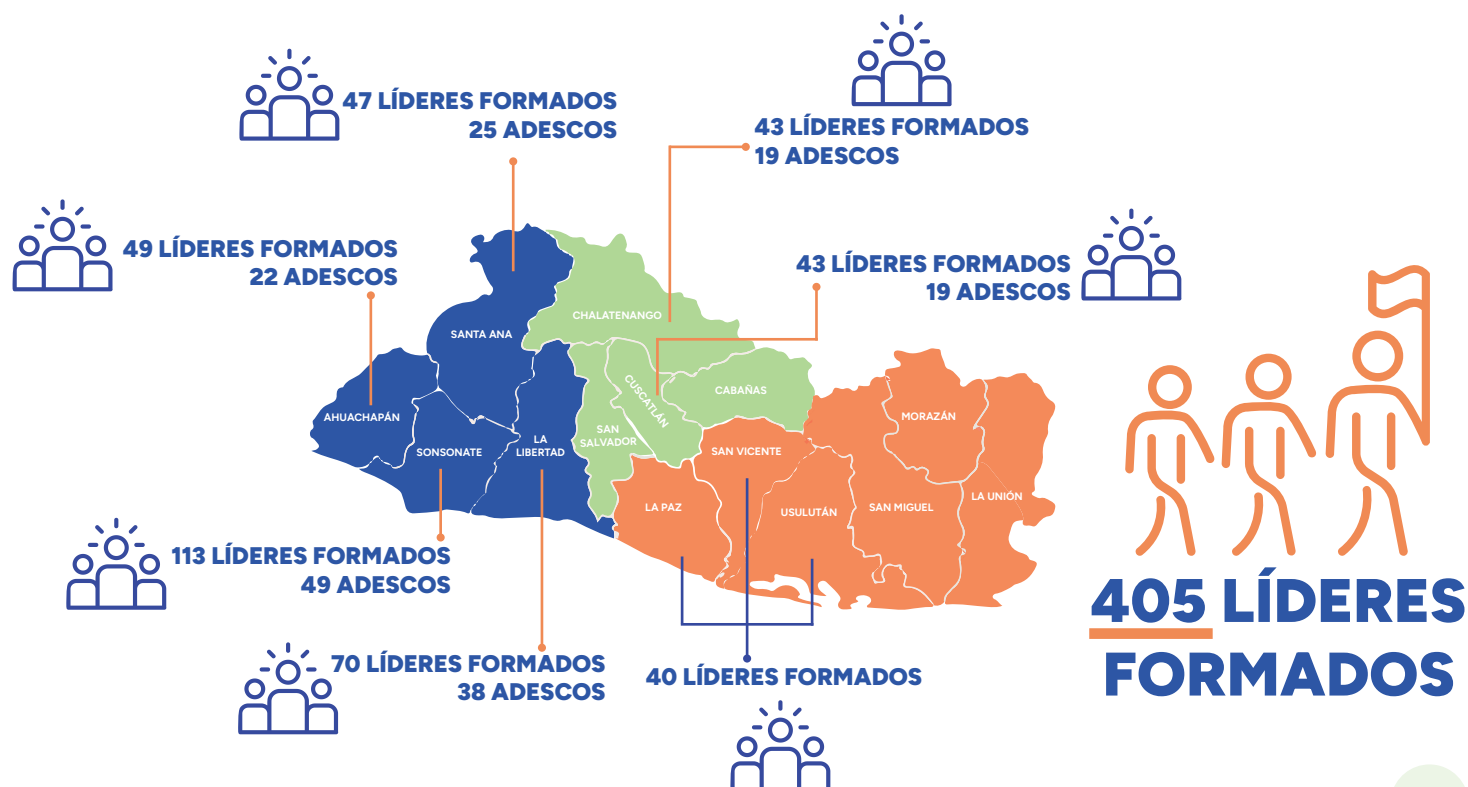 47 LÍDERES FORMADOS
25 ADESCOS
43 LÍDERES FORMADOS
19 ADESCOS
49 LÍDERES FORMADOS
22 ADESCOS
43 LÍDERES FORMADOS
19 ADESCOS
CHALATENANGO
SANTA ANA
CUSCATLÁN
CABAÑAS
AHUACHAPÁN
MORAZÁN
SAN
SALVADOR
LA
LIBERTAD
SONSONATE
SAN VICENTE
LA UNIÓN
LA PAZ
USULUTÁN
SAN MIGUEL
113 LÍDERES FORMADOS
49 ADESCOS
70 LÍDERES FORMADOS
38 ADESCOS
40 LÍDERES FORMADOS
405 LÍDERES
FORMADOS